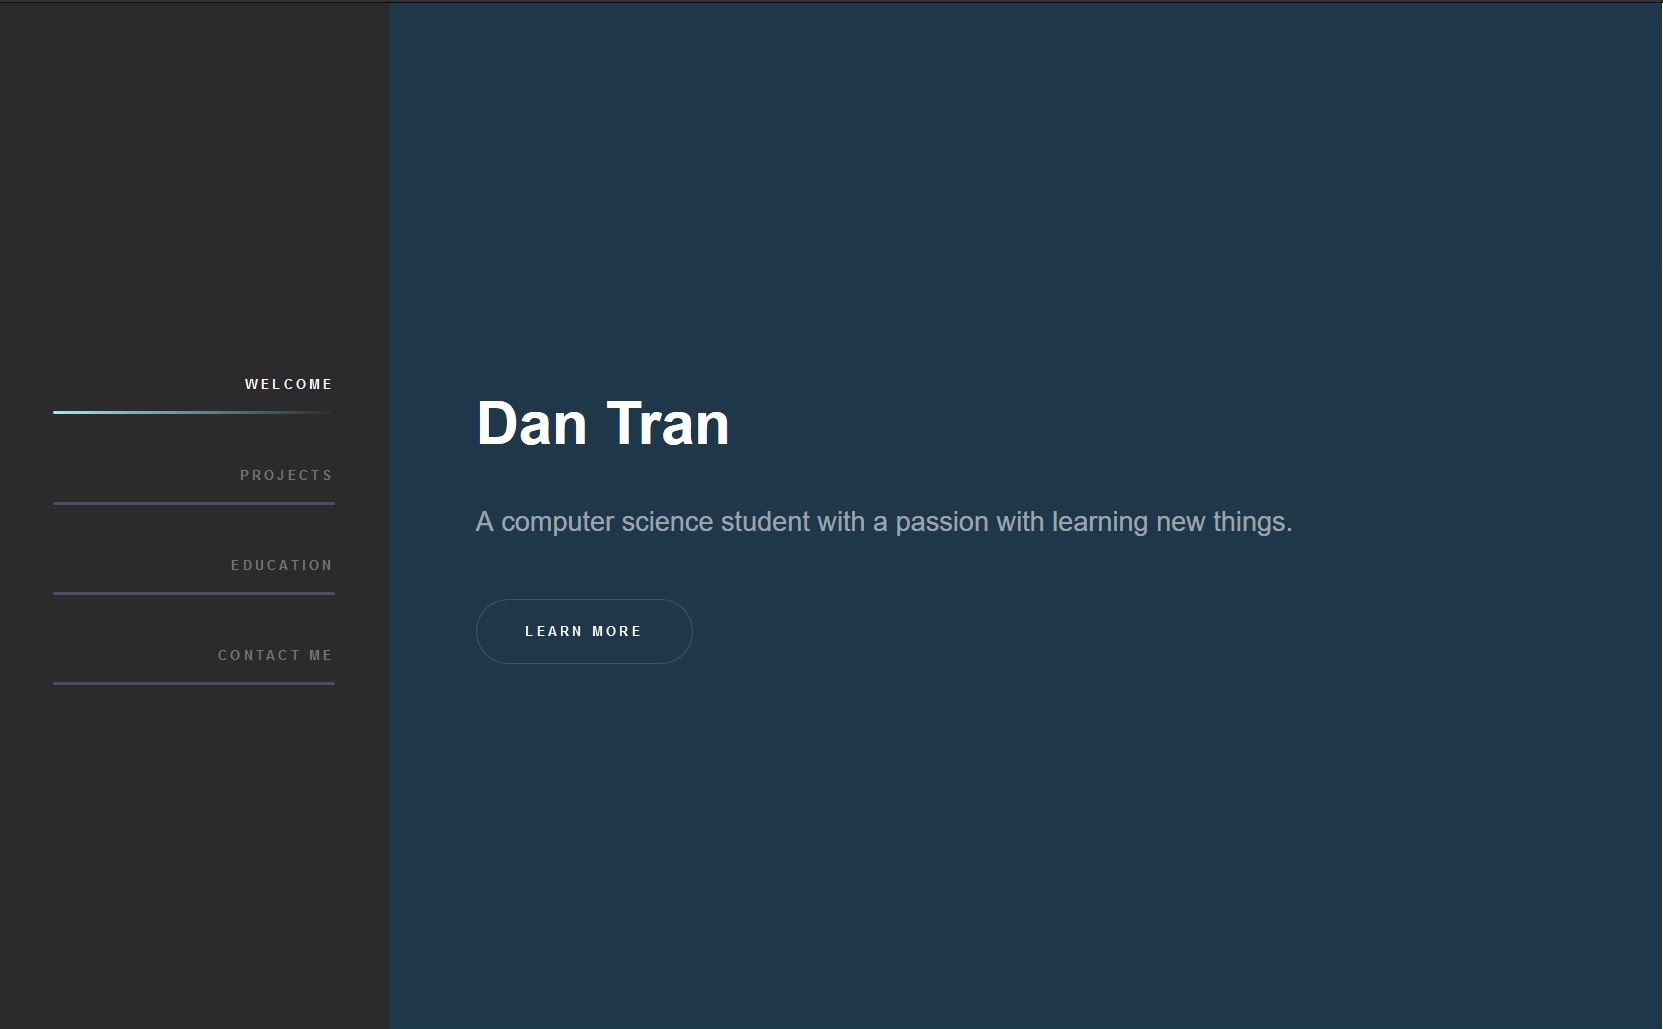 WELCOME
PROJECTS
EDUCATION
CONTACT ME
Dan Tran
A computer science student with a passion with learning new things.
LEARN MORE